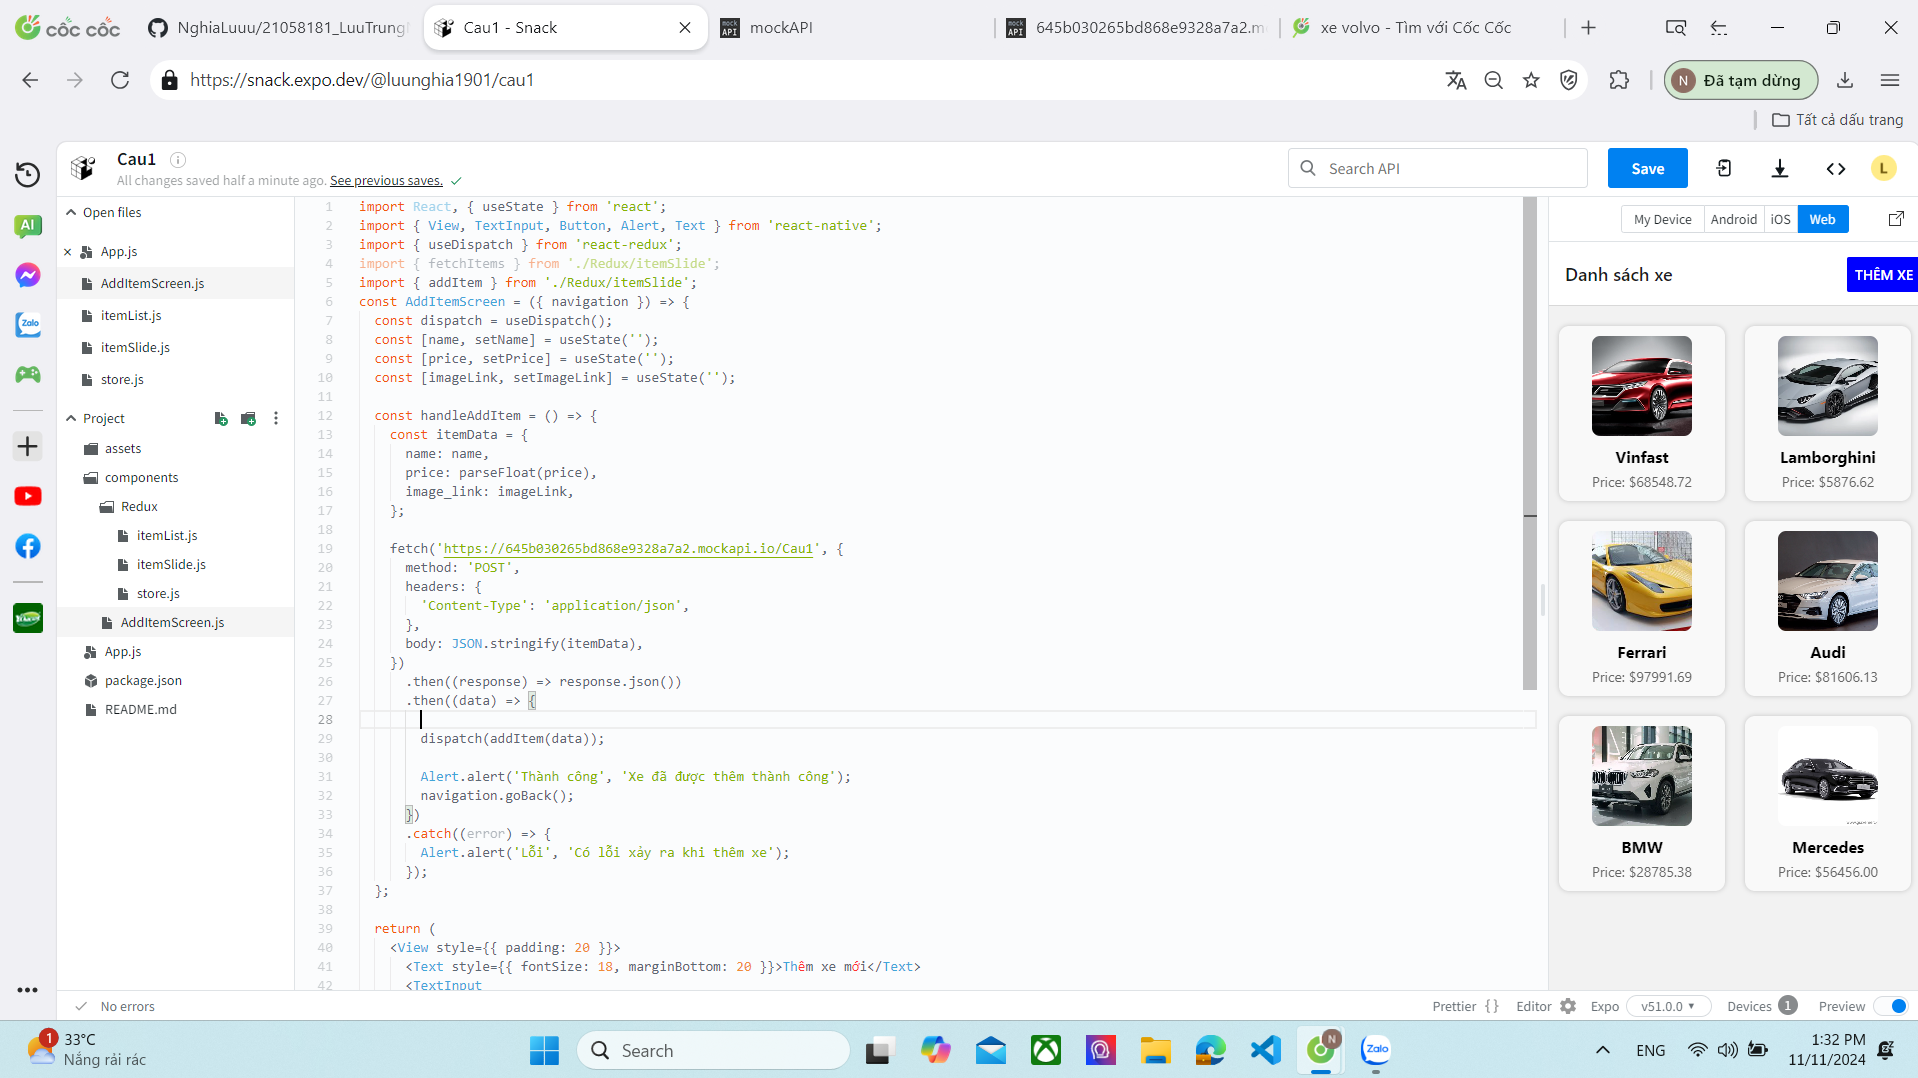 cốc cốc
NghiaLuuu/21058181_LuuTrung
Cau1 - Snack
mockAPI
645b030265bd868e9328a7a2.m
xe volvo - Tìm với Cốc Cốc
https://snack.expo.dev/@luunghia1901/cau1
N Đã tạm dừng
Tất cả dấu trang
Cau1
All changes saved half a minute ago. See previous saves.
Search API
Save
L
Open files
App.js
AddItemScreen.js
itemList.js
itemSlide.js
store.js
Project
assets
components
Redux
itemList.js
itemSlide.js
store.js
AddItemScreen.js
App.js
package.json
README.md
1 import React, { useState } from 'react';
2 import { View, TextInput, Button, Alert, Text } from 'react-native';
3 import { useDispatch } from 'react-redux';
4 import { fetchItems } from './Redux/itemSlide';
5 import { addItem } from './Redux/itemSlide';
6 const AddItemScreen = ({ navigation }) => {
7 const dispatch = useDispatch();
8 const [name, setName] = useState('');
9 const [price, setPrice] = useState('');
10 const [imageLink, setImageLink] = useState('');
11
12 const handleAddItem = () => {
13 const itemData = {
14 name: name,
15 price: parseFloat(price),
16 image_link: imageLink,
17 };
18
19 fetch('https://645b030265bd868e9328a7a2.mockapi.io/Cau1', {
20 method: 'POST',
21 headers: {
22 'Content-Type': 'application/json',
23 },
24 body: JSON.stringify(itemData),
25 })
26 .then((response) => response.json())
27 .then((data) => {
28
29 dispatch(addItem(data));
30
31 Alert.alert('Thành công', 'Xe đã được thêm thành công');
32 navigation.goBack();
33 })
34 .catch((error) => {
35 Alert.alert('Lỗi', 'Có lỗi xảy ra khi thêm xe');
36 });
37 };
38
39 return (
40 <View style={{ padding: 20 }}>
41 <Text style={{ fontSize: 18, marginBottom: 20 }}>Thêm xe mới</Text>
42 <TextInput
My Device Android iOS Web
Danh sách xe
THÊM XE
Vinfast
Price: $68548.72
Lamborghini
Price: $5876.62
Ferrari
Price: $97991.69
Audi
Price: $81606.13
BMW
Price: $28785.38
Mercedes
Price: $56456.00
No errors
Prettier {} Editor Expo v51.0.0 Devices 1 Preview
1
33°C
Nắng rải rác
Search
N
Zalo
ENG
1:32 PM
11/11/2024
AI
Zalo